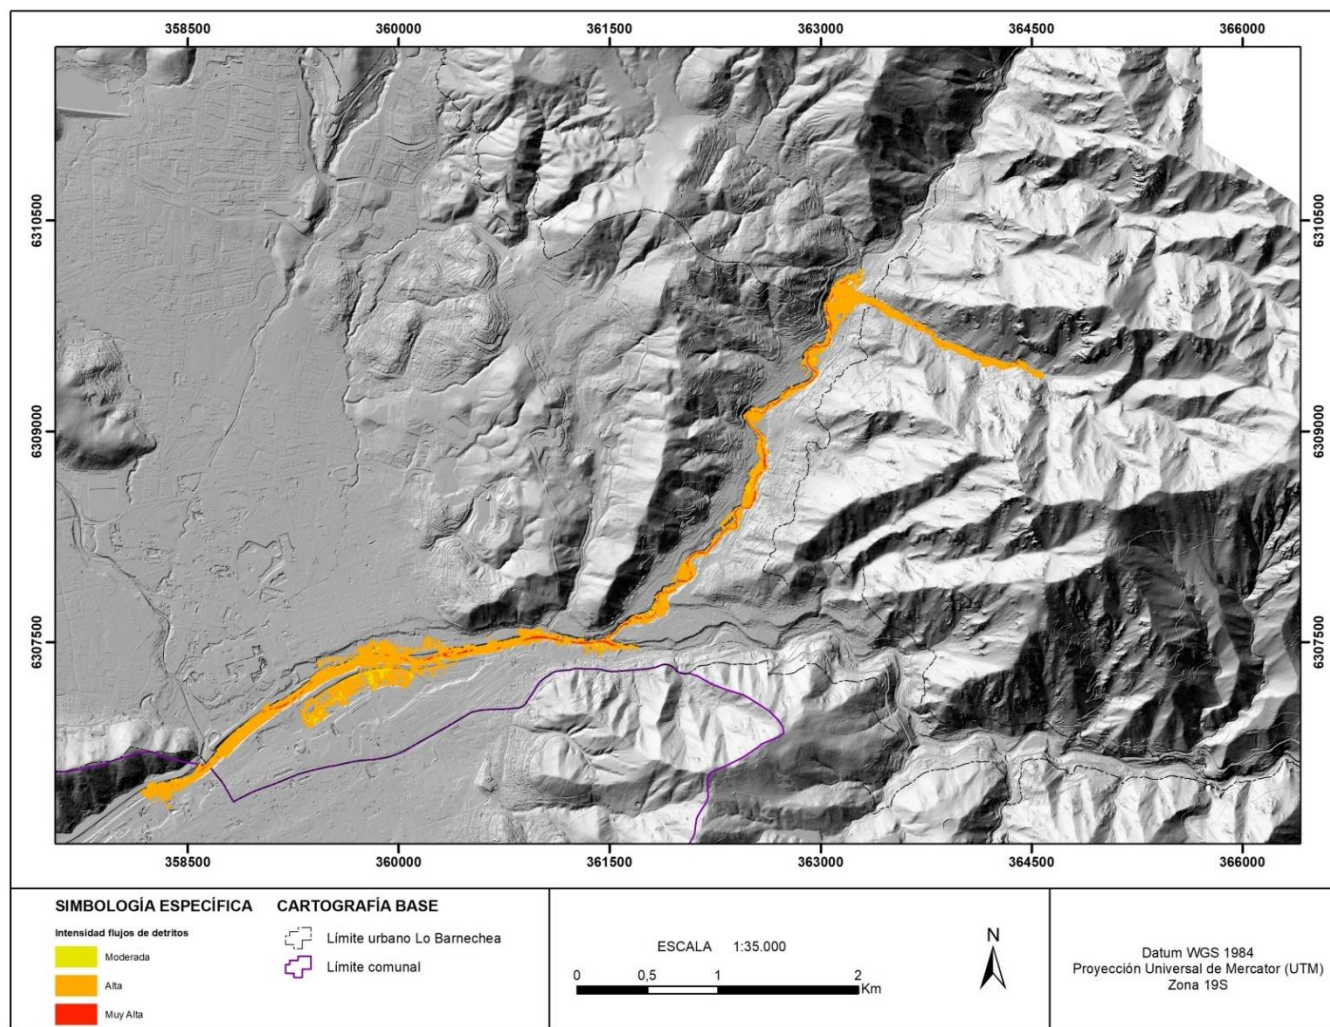 358500 360000 361500 363000 364500 366000
6310500 6310500
6309000 6309000
6307500 6307500
358500 360000 361500 363000 364500 366000
SIMBOLOGÍA ESPECÍFICA
Intensidad flujos de detritos
Moderada
Alta
Muy Alta
CARTOGRAFÍA BASE
Límite urbano Lo Barnechea
Límite comunal
ESCALA 1:35.000
0 0,5 1 2
Km
N
Datum WGS 1984
Proyección Universal de Mercator (UTM)
Zona 19S